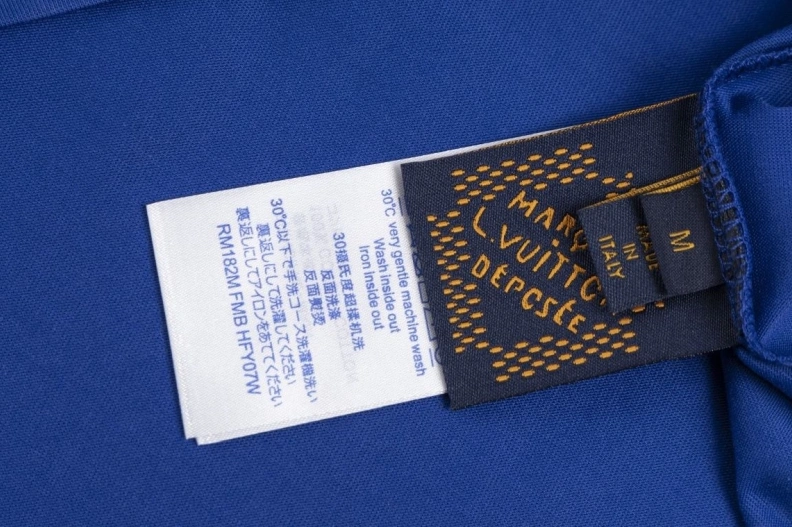 30℃ very gentle machine wash
Wash inside out
Iron inside out
30摄氏度超揉机洗
反面洗涤
反面熨烫
30℃以下で手洗コース洗濯機洗い
裏返しにして洗濯してください
裏返しにしてアイロンをあててください
RM182M FMB HFY07W
L.VUITTO
DÉPOSÉE
MADE
IN
ITALY
M